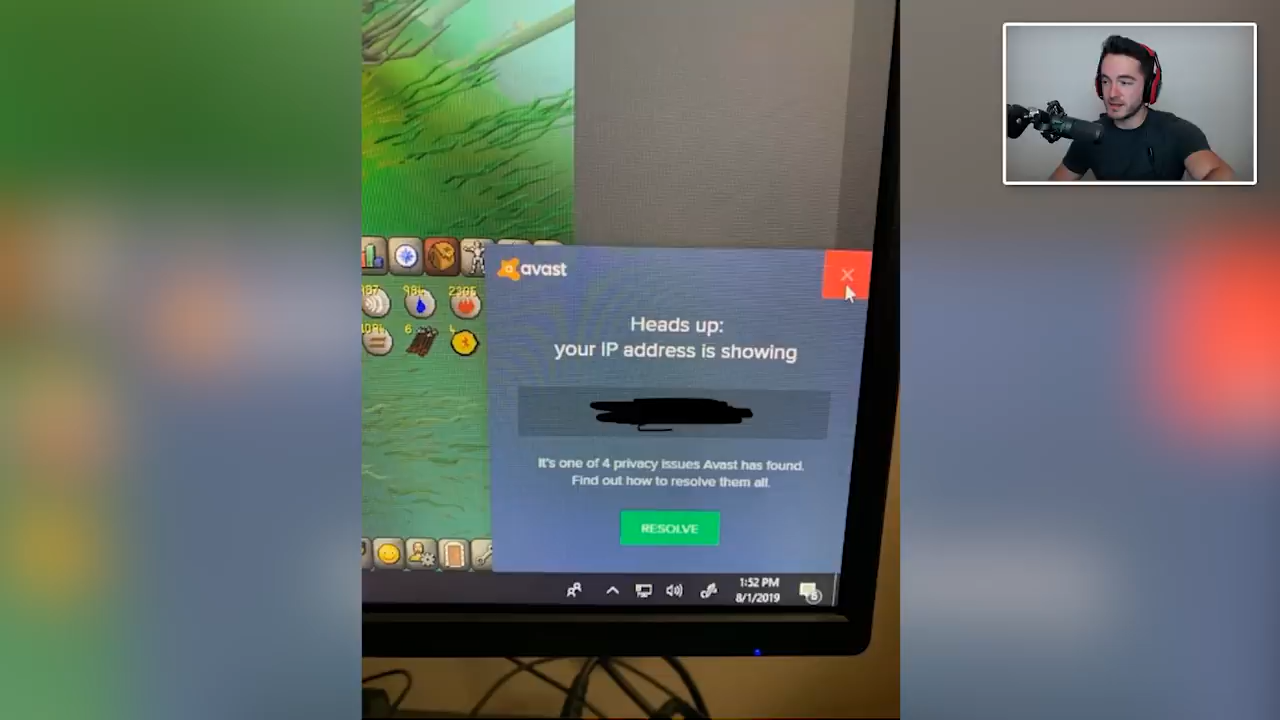 avast
Heads up:
your IP address is showing
It's one of 4 privacy issues Avast has found.
Find out how to resolve them all.
RESOLVE
1:52 PM
8/1/2019
6